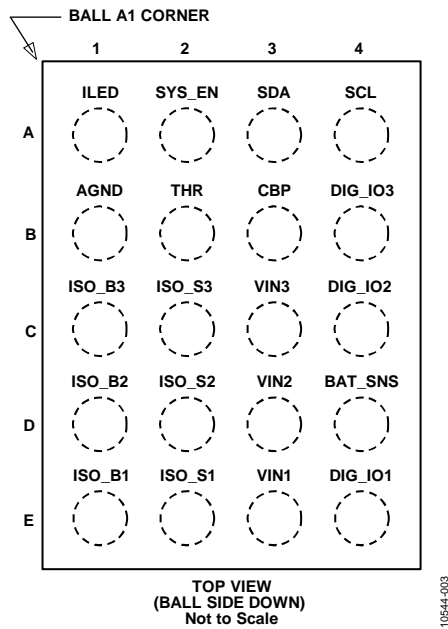 BALL A1 CORNER
1 2 3 4
ILED SYS_EN SDA SCL
A
AGND THR CBP DIG_IO3
B
ISO_B3 ISO_S3 VIN3 DIG_IO2
C
ISO_B2 ISO_S2 VIN2 BAT_SNS
D
ISO_B1 ISO_S1 VIN1 DIG_IO1
E
TOP VIEW
(BALL SIDE DOWN)
Not to Scale
10544-003